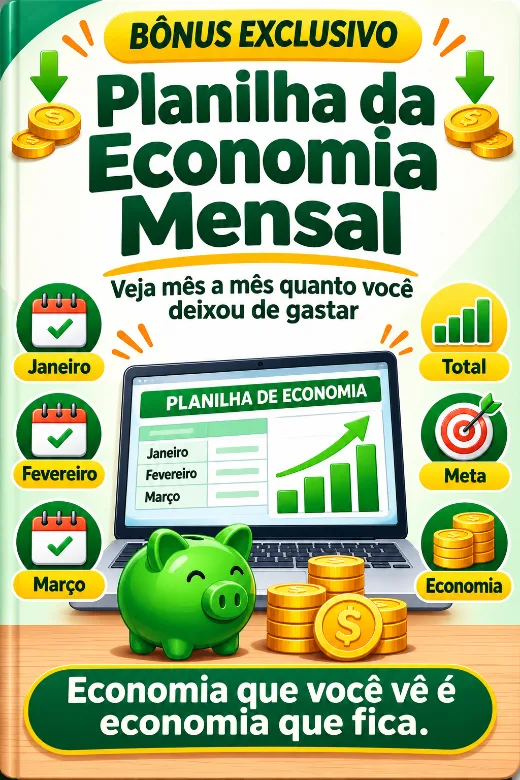 BÔNUS EXCLUSIVO
Planilha da
Economia
Mensal
Veja mês a mês quanto você
deixou de gastar
Janeiro
Fevereiro
Março
PLANILHA DE ECONOMIA
Janeiro
Fevereiro
Março
Total
Meta
Economia
Economia que você vê é
economia que fica.